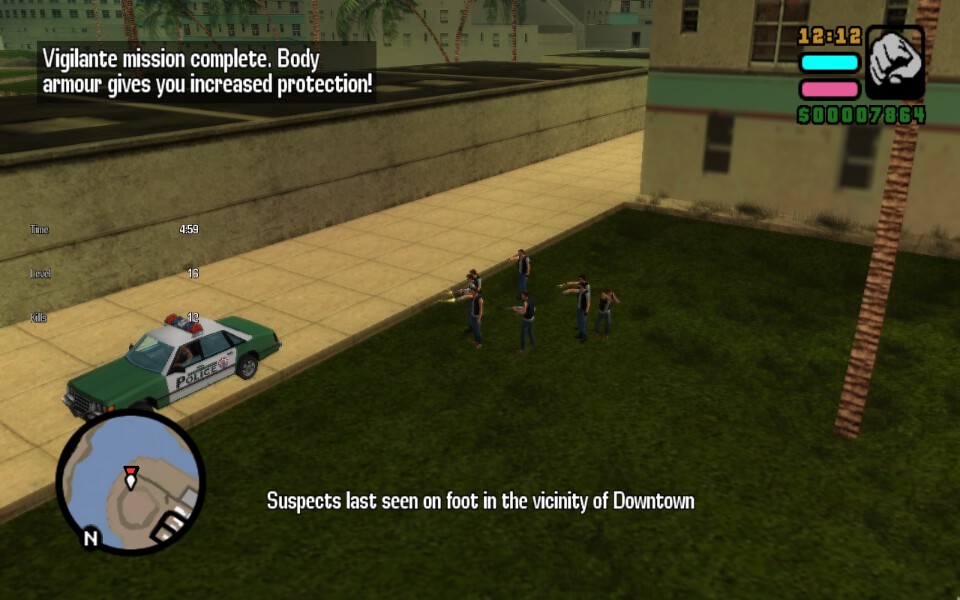 Vigilante mission complete. Body
armour gives you increased protection!
12:12
$00007864
Time 4:59
Level 16
Kills 12
POLICE
N
Suspects last seen on foot in the vicinity of Downtown